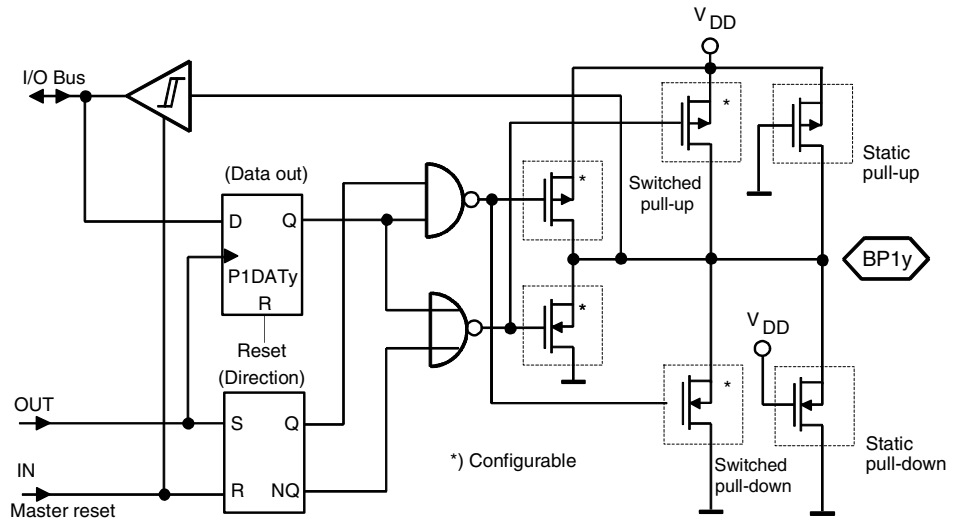 V
DD
I/O Bus
*
*
(Data out)
Static
pull-up
Switched
pull-up
D
Q
BP1y
P1DATy
R
*
V
DD
Reset
(Direction)
*
OUT
S
Q
*) Configurable
Static
pull-down
IN
Switched
pull-down
R
NQ
Master reset